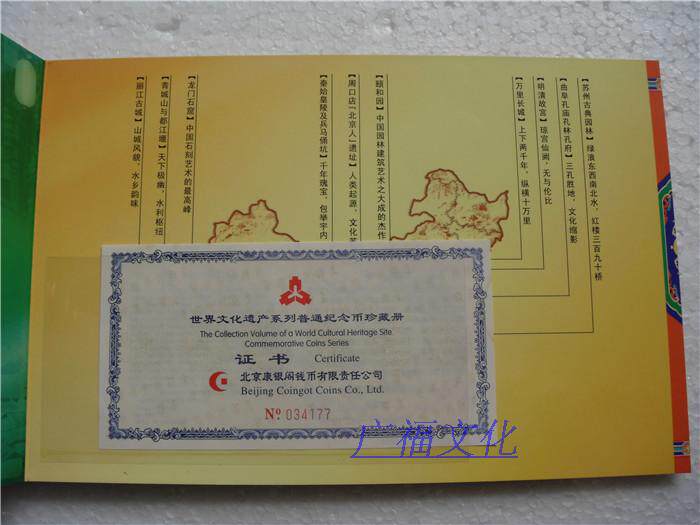 苏州古典园林】绿浪东西南北水，红楼三百九十桥
曲阜孔庙孔林孔府】三孔胜地，文化缩影
明清故宫】琼宫仙阙，无与伦比
万里长城】上下两千年，纵横十万里
颐和园】中国园林建筑艺术之大成的杰作
周口店「北京人」遗址】人类起源，文化
秦始皇陵及兵马俑坑】千年瑰宝，包举宇内
龙门石窟】中国石刻艺术的最高峰
青城山与都江堰】天下极幽，水利枢纽
丽江古城】山城风貌，水乡韵味
世界文化遗产系列普通纪念币珍藏册
The Collection Volume of a World Cultural Heritage Site
Commemorative Coins Series
证书 Certificate
北京康银阁钱币有限责任公司
Beijing Coingot Coins Co., Ltd.
Nº 034177
广福文化